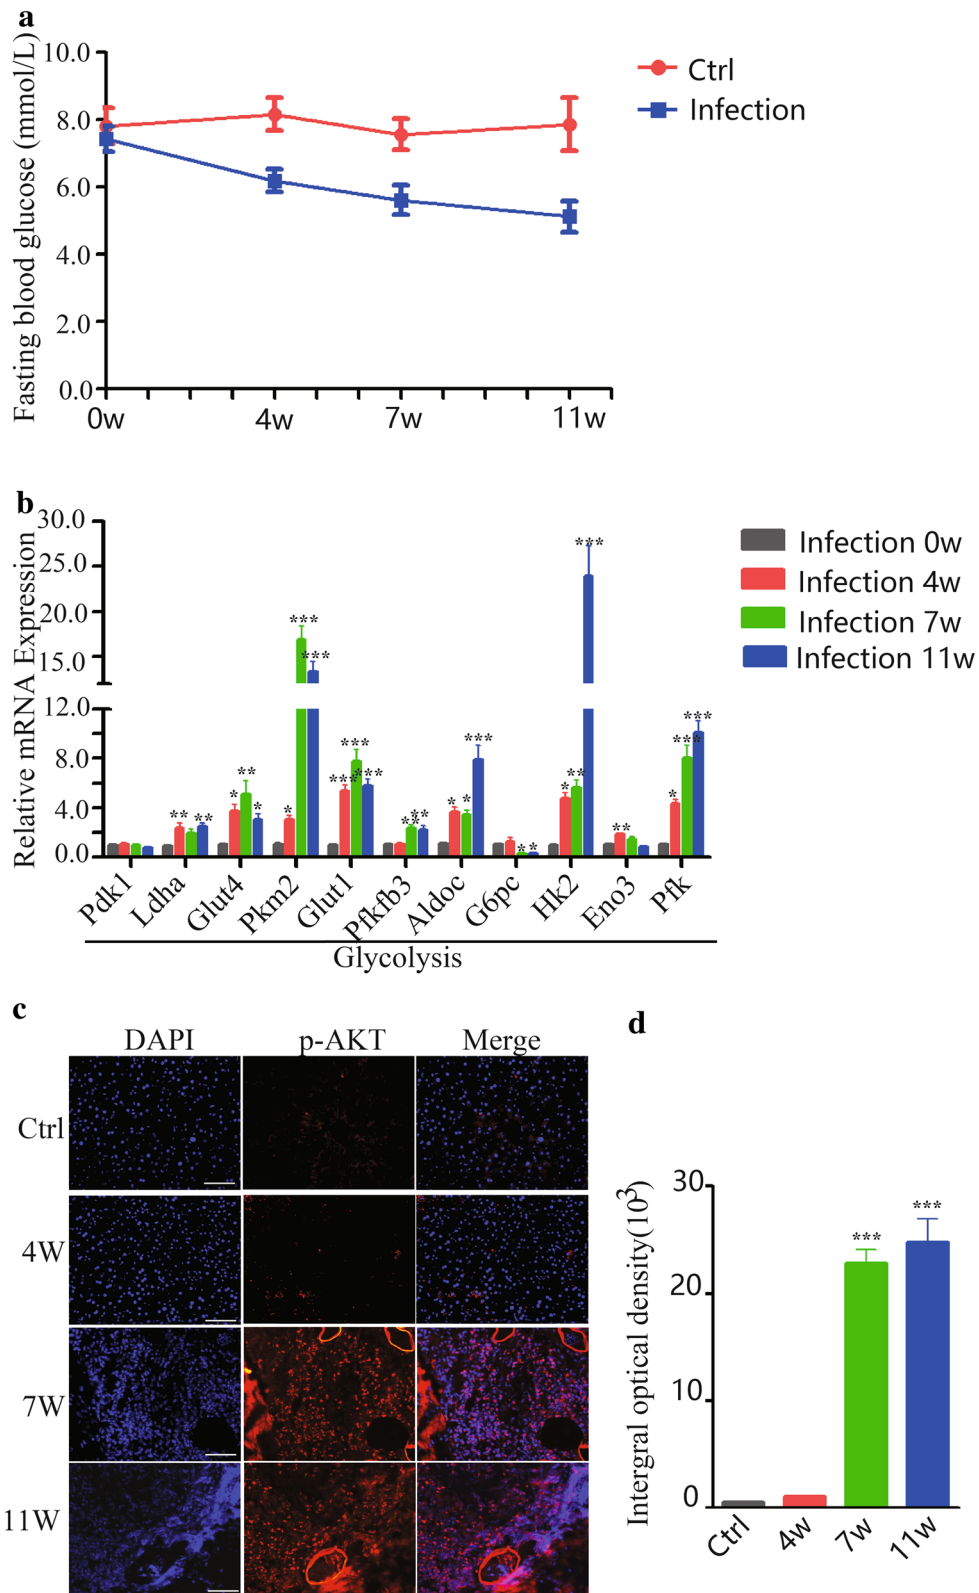 a
Fasting blood glucose (mmol/L)
10.0
8.0
6.0
4.0
2.0
0.0
0w 4w 7w 11w
Ctrl
Infection
b
Relative mRNA Expression
30.0
25.0
20.0
15.0
12.0
8.0
4.0
0.0
***
***
***
***
***
***
***
***
** ** * ** * * *** ** ** * * * * * ** ** *
Pdk1 Ldha Glut4 Pkm2 Glut1 Pfkfb3 Aldoc G6pc Hk2 Eno3 Pfk
Glycolysis
Infection 0w
Infection 4w
Infection 7w
Infection 11w
c
DAPI p-AKT Merge
Ctrl
4W
7W
11W
d
Intergral optical density(10³)
30
20
10
0
*** ***
Ctrl 4w 7w 11w